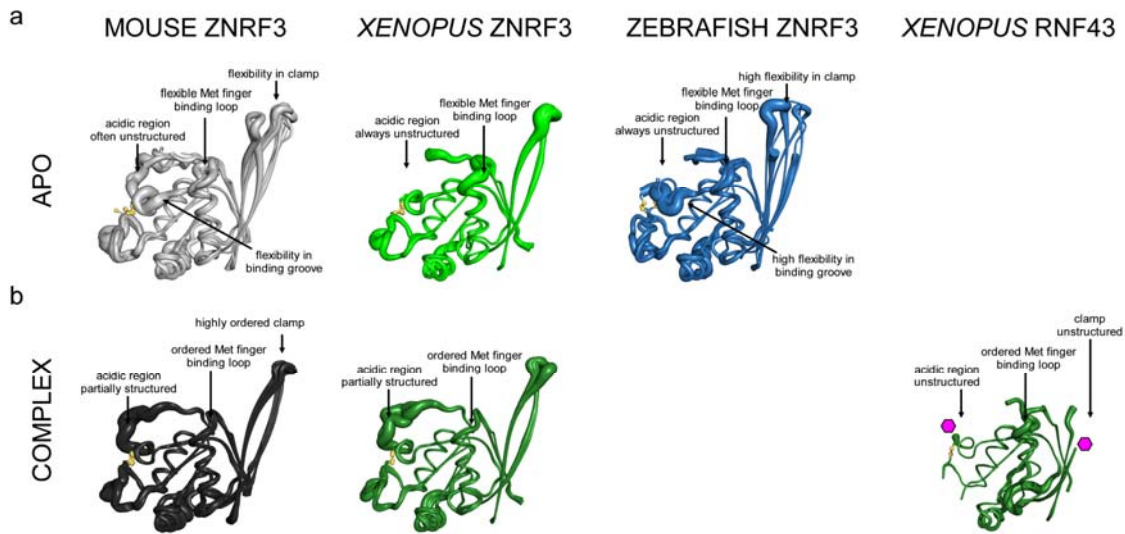 a
MOUSE ZNRF3
XENOPUS ZNRF3
ZEBRAFISH ZNRF3
XENOPUS RNF43
APO
flexibility in clamp
flexible Met finger
binding loop
acidic region
often unstructured
flexibility in
binding groove
flexible Met finger
binding loop
acidic region
always unstructured
high flexibility in clamp
flexible Met finger
binding loop
acidic region
always unstructured
high flexibility in
binding groove
b
COMPLEX
highly ordered clamp
ordered Met finger
binding loop
acidic region
partially structured
ordered Met finger
binding loop
acidic region
partially structured
clamp
unstructured
ordered Met finger
binding loop
acidic region
unstructured